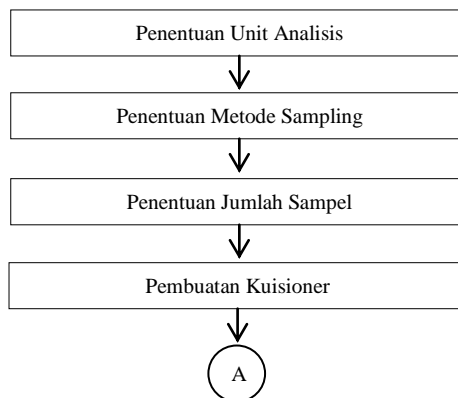 Penentuan Unit Analisis
Penentuan Metode Sampling
Penentuan Jumlah Sampel
Pembuatan Kuisioner
A